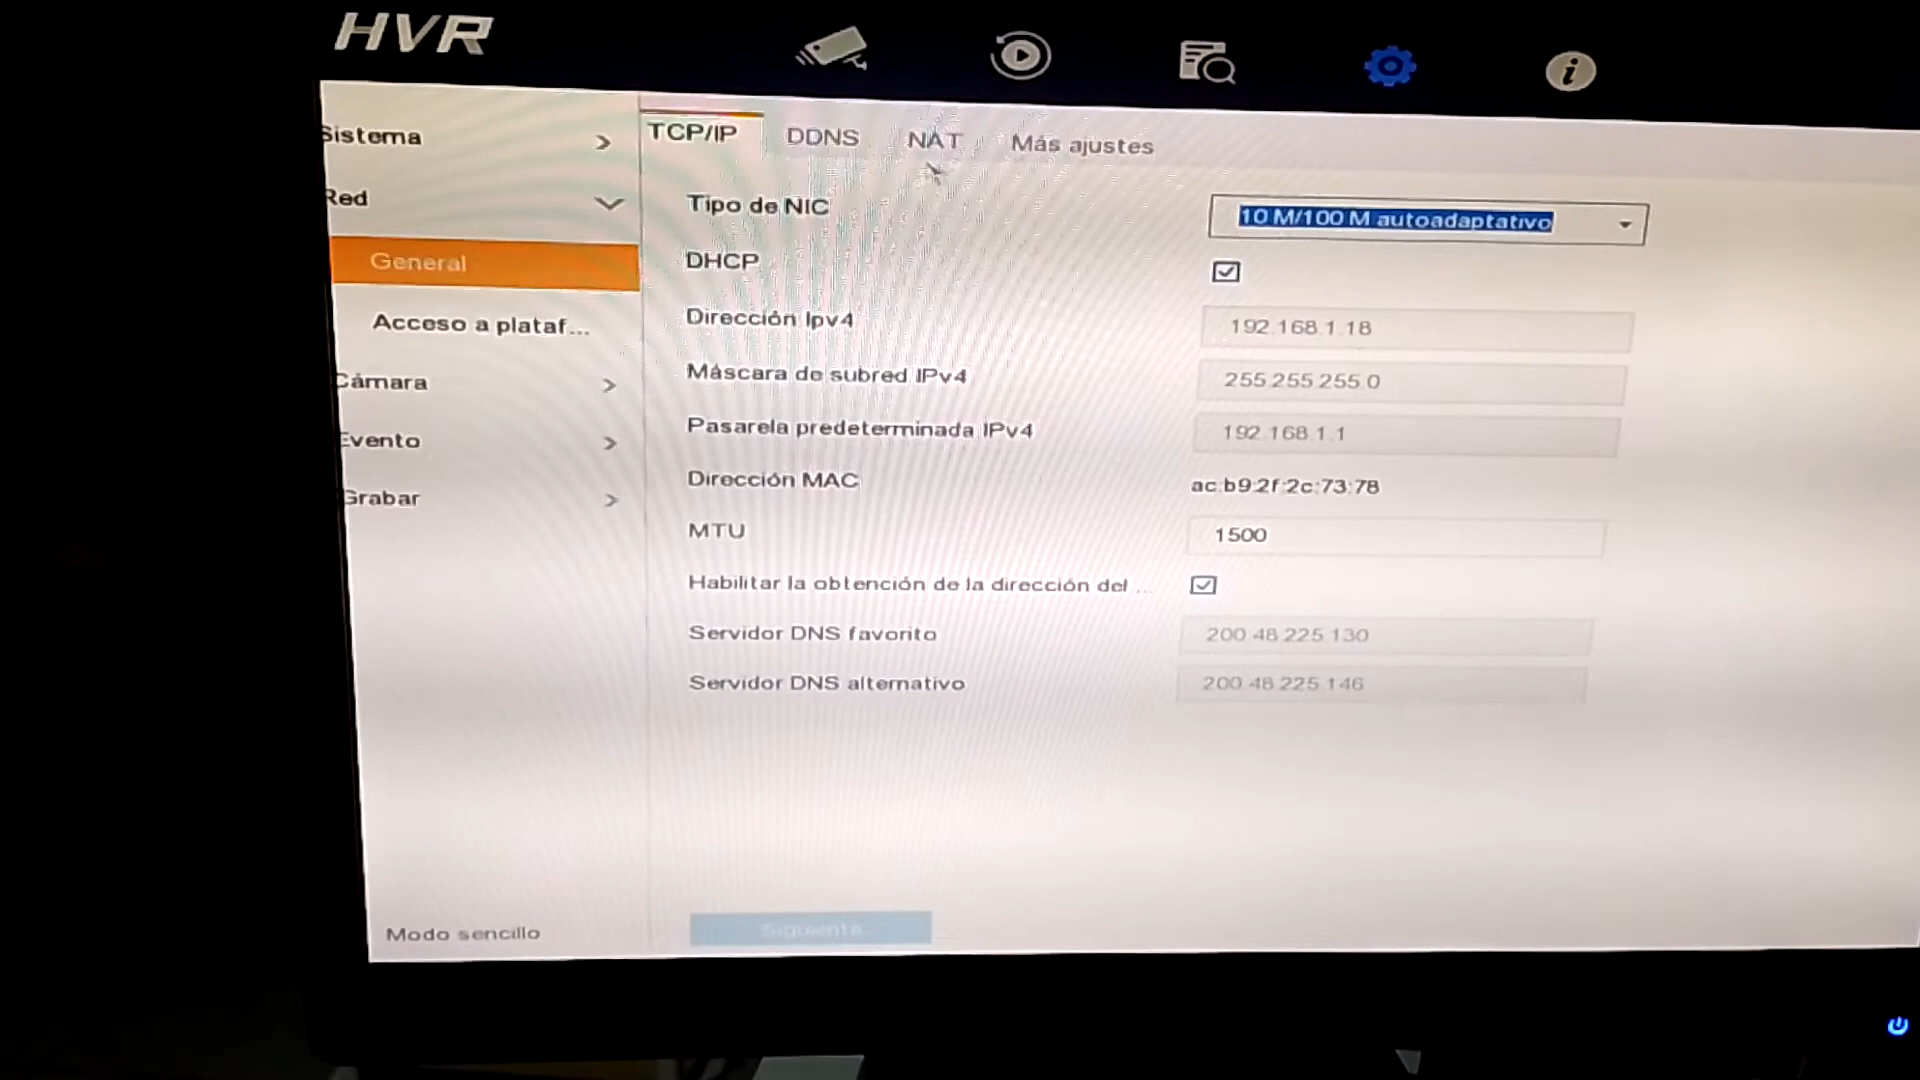 HVR
Sistema
Red
General
Acceso a plataf...
Cámara
Evento
Grabar
Modo sencillo
TCP/IP DDNS NAT Más ajustes
Tipo de NIC 10 M/100 M autoadaptativo
DHCP
Dirección Ipv4 192.168.1.18
Máscara de subred IPv4 255.255.255.0
Pasarela predeterminada IPv4 192.168.1.1
Dirección MAC ac:b9:2f:2c:73:78
MTU 1500
Habilitar la obtención de la dirección del ...
Servidor DNS favorito 200.48.225.130
Servidor DNS alternativo 200.48.225.146
Siguiente